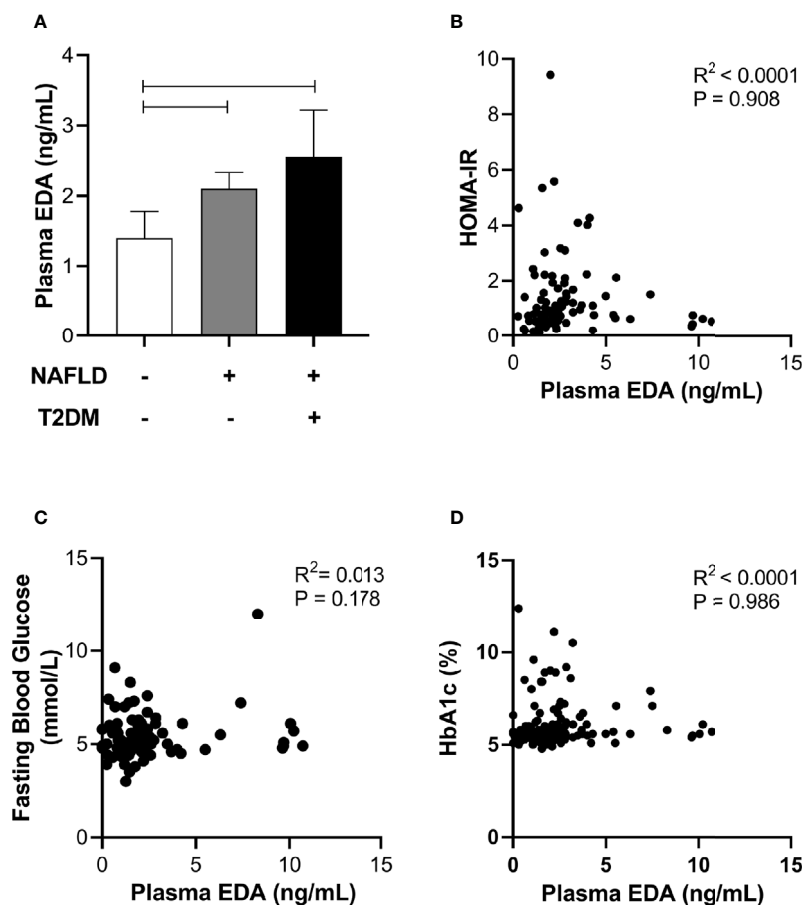 A
Plasma EDA (ng/mL)
4
3
2
1
0
NAFLD - + +
T2DM - - +
B
HOMA-IR
10
8
6
4
2
0
R² < 0.0001
P = 0.908
0 5 10 15
Plasma EDA (ng/mL)
C
Fasting Blood Glucose
(mmol/L)
15
10
5
0
R²= 0.013
P = 0.178
0 5 10 15
Plasma EDA (ng/mL)
D
HbA1c (%)
15
10
5
0
R² < 0.0001
P = 0.986
0 5 10 15
Plasma EDA (ng/mL)